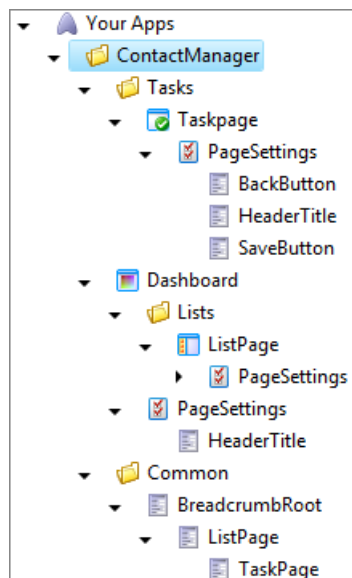 Your Apps
ContactManager
Tasks
Taskpage
PageSettings
BackButton
HeaderTitle
SaveButton
Dashboard
Lists
ListPage
PageSettings
PageSettings
HeaderTitle
Common
BreadcrumbRoot
ListPage
TaskPage